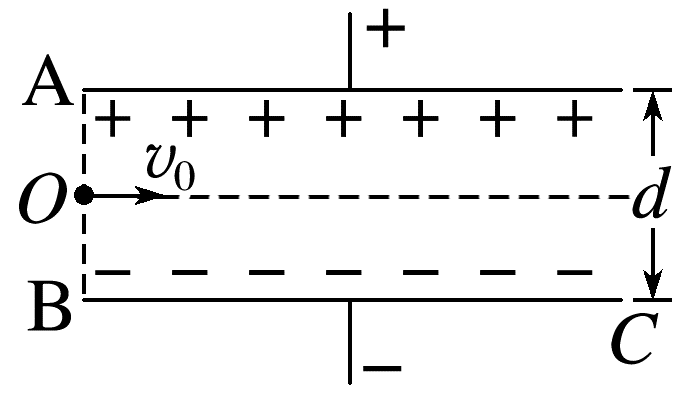 +
A
+ + + + + + +
v₀
O d
− − − − − − −
B C
−